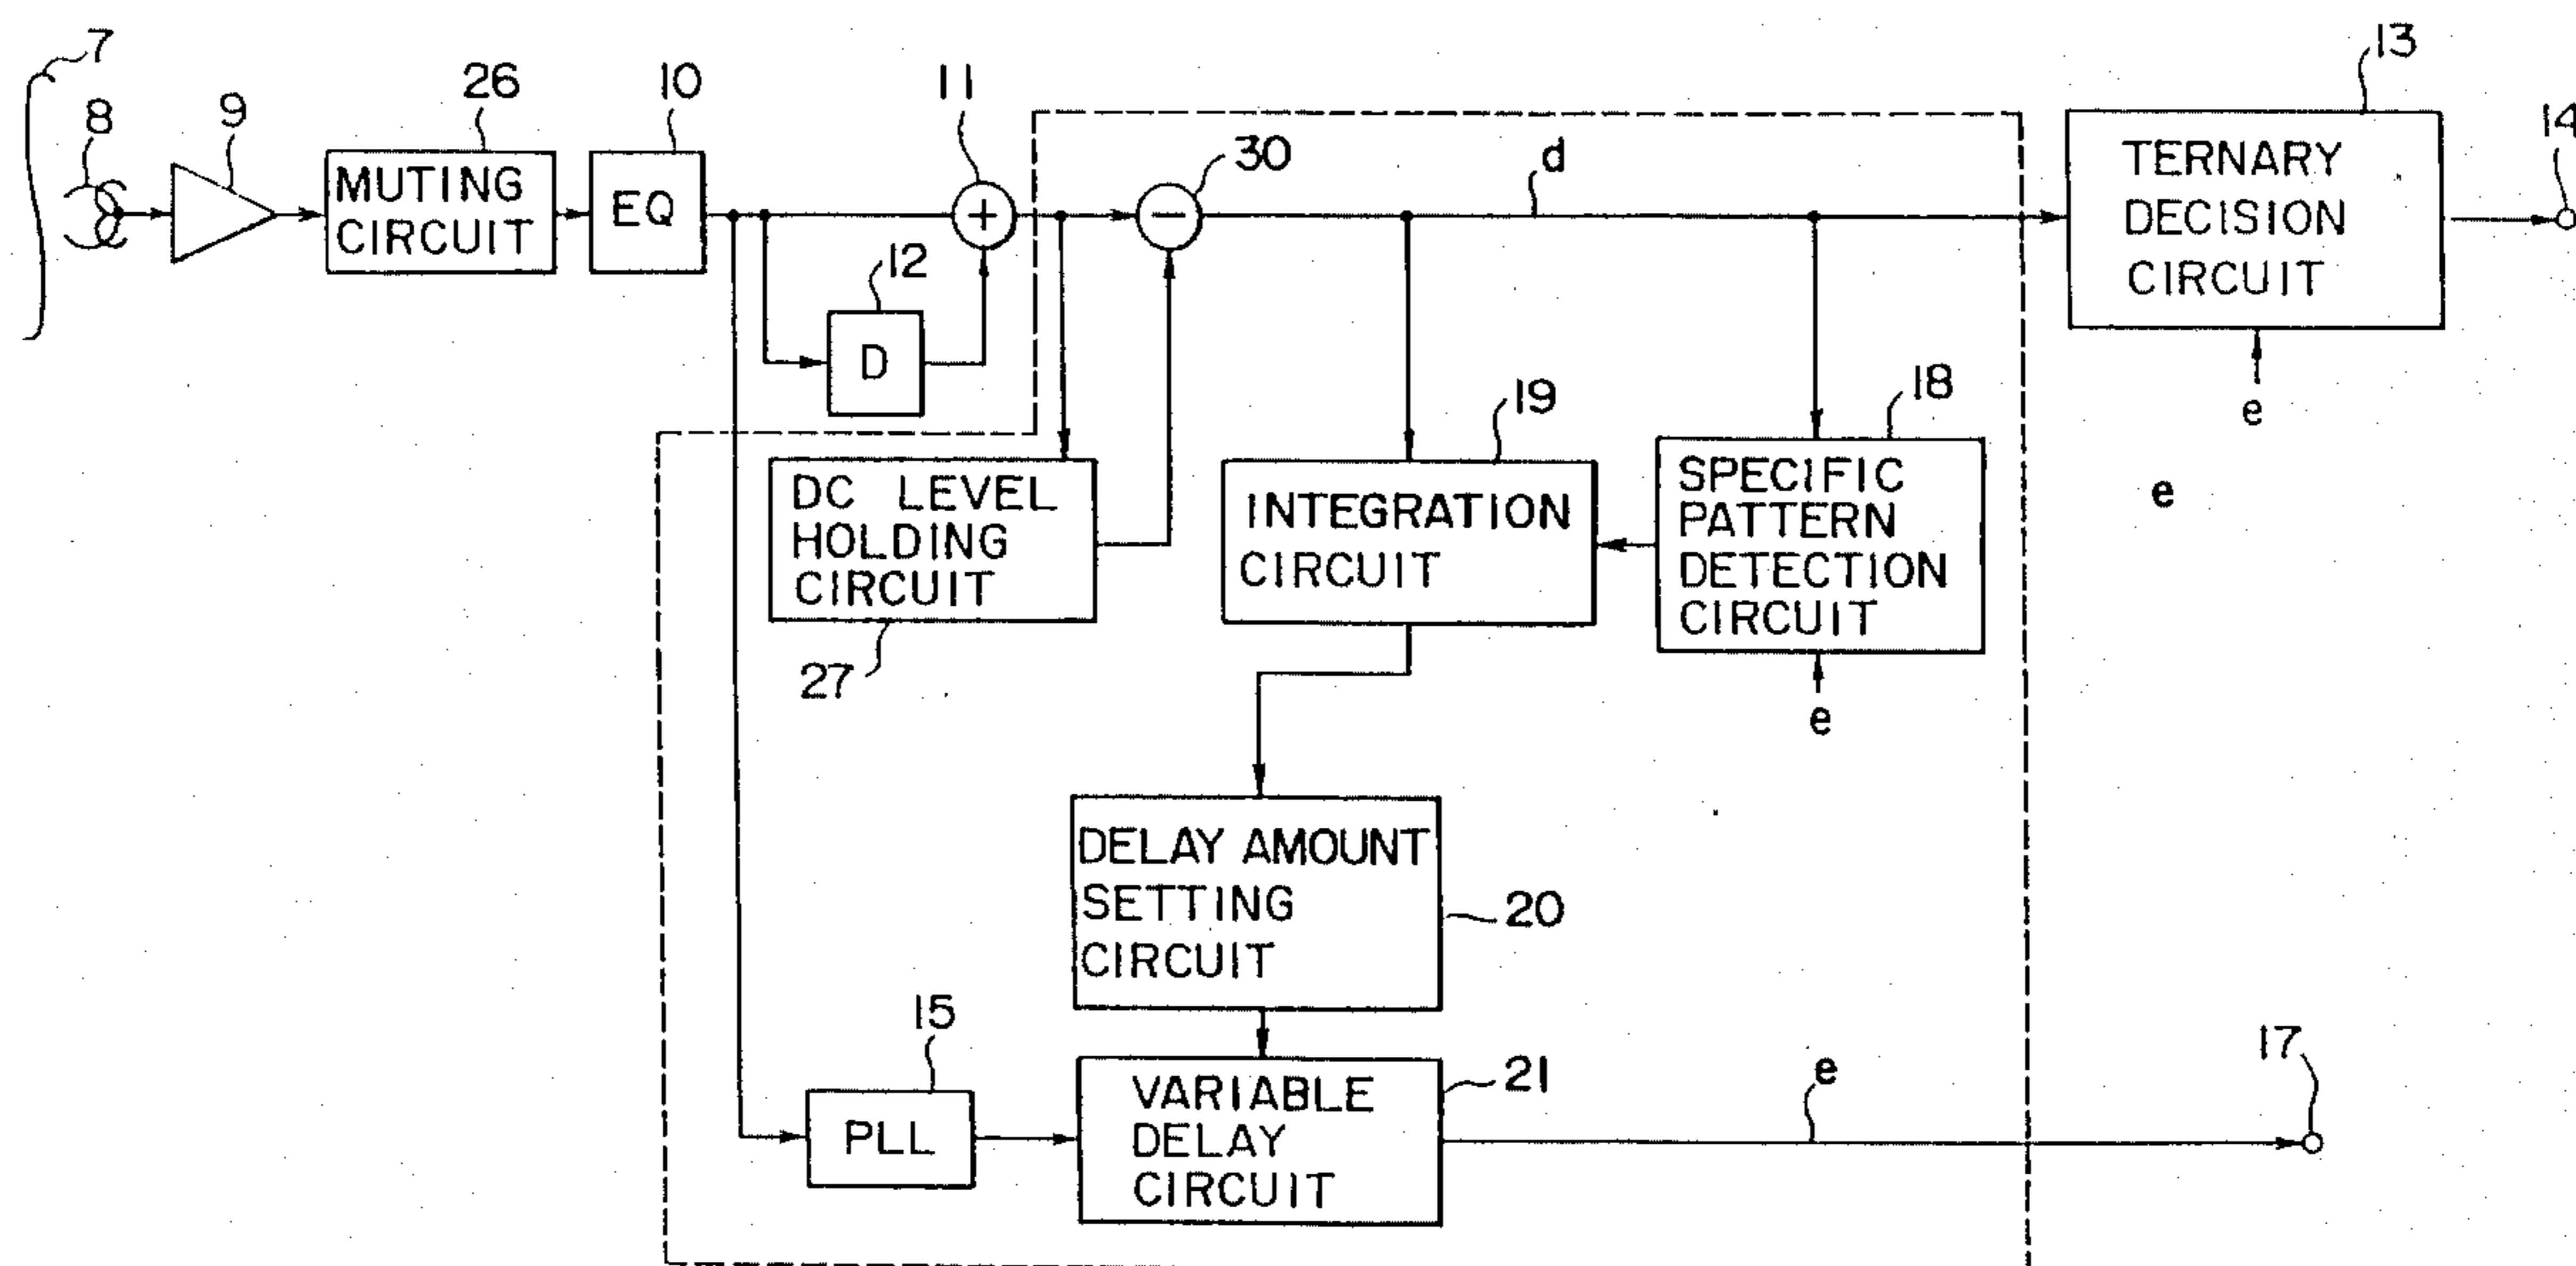 7
8
9
26
MUTING
CIRCUIT
10
EQ
11
+
12
D
30
−
d
13
TERNARY
DECISION
CIRCUIT
14
e
e
DC LEVEL
HOLDING
CIRCUIT
27
19
INTEGRATION
CIRCUIT
18
SPECIFIC
PATTERN
DETECTION
CIRCUIT
e
DELAY AMOUNT
SETTING
CIRCUIT
20
15
PLL
VARIABLE
DELAY
CIRCUIT
21
e
17